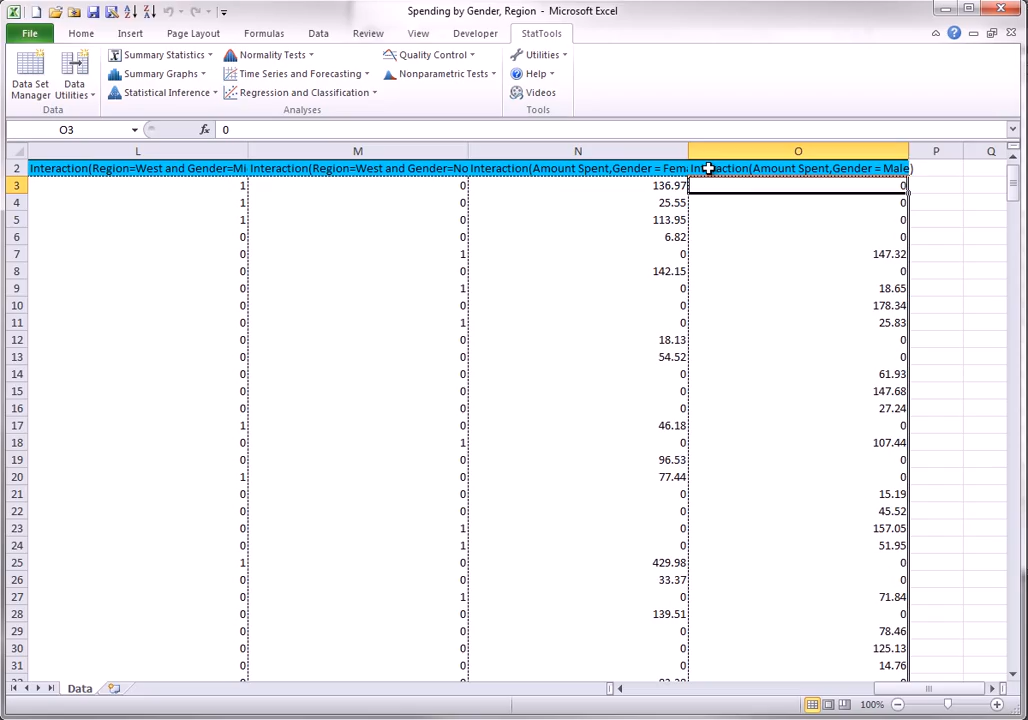 Spending by Gender, Region - Microsoft Excel
File Home Insert Page Layout Formulas Data Review View Developer StatTools
Summary Statistics Normality Tests Quality Control Utilities
Data Set Manager Data Utilities Summary Graphs Time Series and Forecasting Nonparametric Tests Help
Statistical Inference Regression and Classification Videos
Data Analyses Tools
O3 fx 0
L M N O P Q
2 Interaction(Region=West and Gender=Mi Interaction(Region=West and Gender=No Interaction(Amount Spent,Gender = Fem Interaction(Amount Spent,Gender = Male)
3 1 0 136.97 0
4 1 0 25.55 0
5 1 0 113.95 0
6 0 0 6.82 0
7 0 1 0 147.32
8 0 0 142.15 0
9 0 1 0 18.65
10 0 0 0 178.34
11 0 1 0 25.83
12 0 0 18.13 0
13 0 0 54.52 0
14 0 0 0 61.93
15 0 0 0 147.68
16 0 0 0 27.24
17 1 0 46.18 0
18 0 1 0 107.44
19 0 0 96.53 0
20 1 0 77.44 0
21 0 0 0 15.19
22 0 0 0 45.52
23 0 1 0 157.05
24 0 1 0 51.95
25 1 0 429.98 0
26 0 0 33.37 0
27 0 1 0 71.84
28 0 0 139.51 0
29 0 0 0 78.46
30 0 0 0 125.13
31 0 0 0 14.76
Data
100%